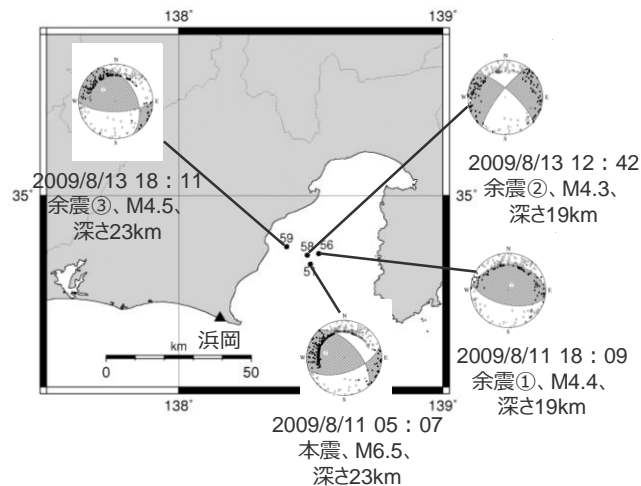 138˚
139˚
2009/8/13 18：11
余震③、M4.5、
深さ23km
2009/8/13 12：42
余震②、M4.3、
深さ19km
35˚
35˚
59
58
56
浜岡
km
0
50
N
W
E
S
N
W
E
S
N
W
E
S
N
W
E
S
2009/8/11 18：09
余震①、M4.4、
深さ19km
138˚
139˚
2009/8/11 05：07
本震、M6.5、
深さ23km